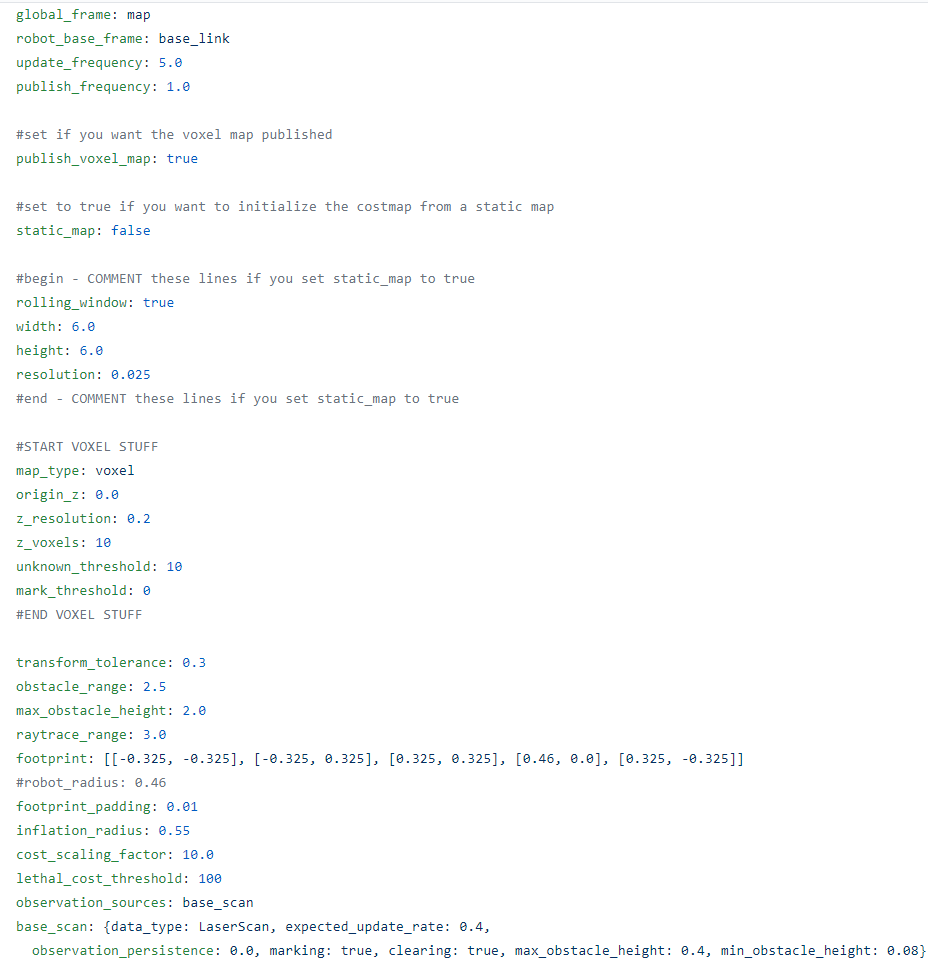 global_frame: map
robot_base_frame: base_link
update_frequency: 5.0
publish_frequency: 1.0
#set if you want the voxel map published
publish_voxel_map: true
#set to true if you want to initialize the costmap from a static map
static_map: false
#begin - COMMENT these lines if you set static_map to true
rolling_window: true
width: 6.0
height: 6.0
resolution: 0.025
#end - COMMENT these lines if you set static_map to true
#START VOXEL STUFF
map_type: voxel
origin_z: 0.0
z_resolution: 0.2
z_voxels: 10
unknown_threshold: 10
mark_threshold: 0
#END VOXEL STUFF
transform_tolerance: 0.3
obstacle_range: 2.5
max_obstacle_height: 2.0
raytrace_range: 3.0
footprint: [[-0.325, -0.325], [-0.325, 0.325], [0.325, 0.325], [0.46, 0.0], [0.325, -0.325]]
#robot_radius: 0.46
footprint_padding: 0.01
inflation_radius: 0.55
cost_scaling_factor: 10.0
lethal_cost_threshold: 100
observation_sources: base_scan
base_scan: {data_type: LaserScan, expected_update_rate: 0.4,
  observation_persistence: 0.0, marking: true, clearing: true, max_obstacle_height: 0.4, min_obstacle_height: 0.08}